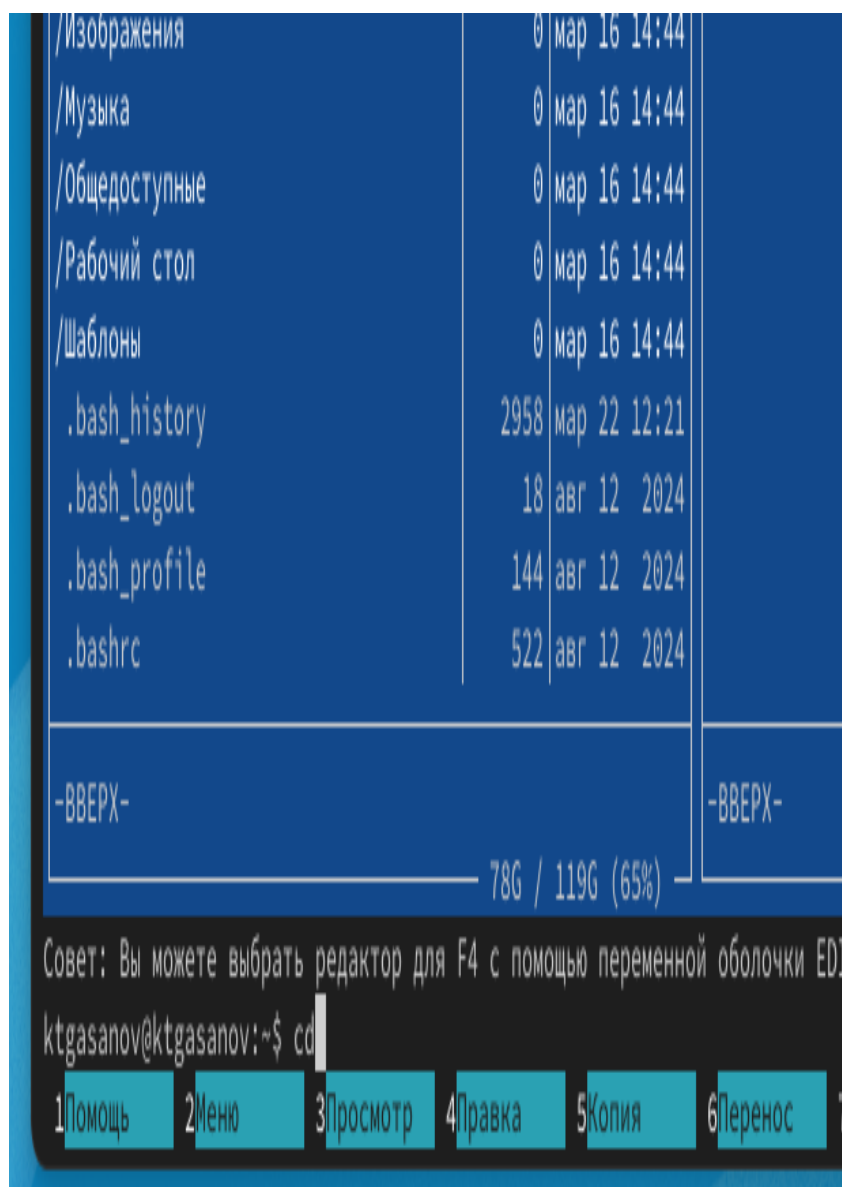 /Изображения 0 мар 16 14:44
/Музыка 0 мар 16 14:44
/Общедоступные 0 мар 16 14:44
/Рабочий стол 0 мар 16 14:44
/Шаблоны 0 мар 16 14:44
.bash_history 2958 мар 22 12:21
.bash_logout 18 авг 12 2024
.bash_profile 144 авг 12 2024
.bashrc 522 авг 12 2024
-ВВЕРХ- -ВВЕРХ-
78G / 119G (65%)
Совет: Вы можете выбрать редактор для F4 с помощью переменной оболочки
ktgasanov@ktgasanov:~$ cd
1Помощь 2Меню 3Просмотр 4Правка 5Копия 6Перенос 7